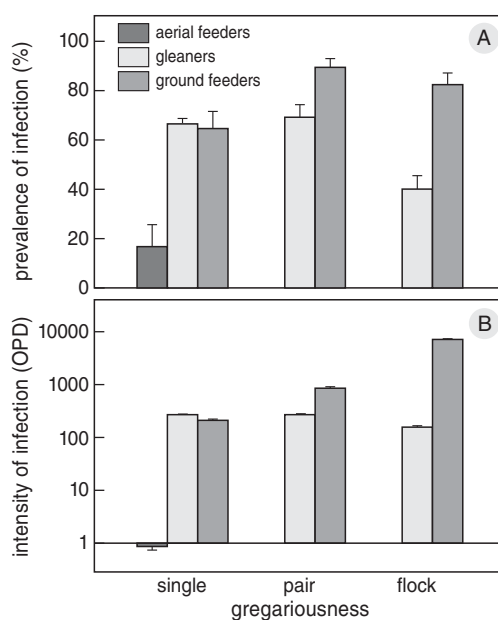 prevalence of infection (%)
100
80
60
40
20
0
aerial feeders
gleaners
ground feeders
A
intensity of infection (OPD)
10000
1000
100
10
1
B
single pair flock
gregariousness